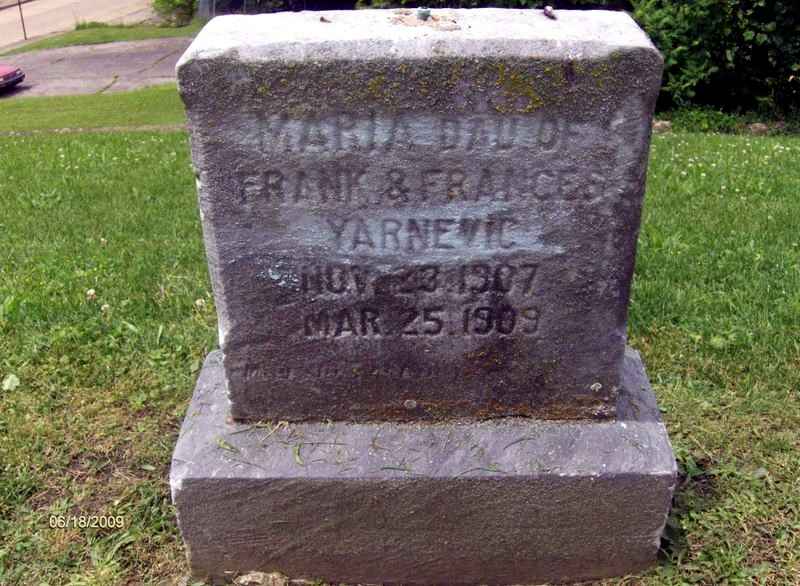 MARIA DAU OF
FRANK & FRANCES
YARNEVIC
NOV. 23.1907
MAR.25.1909
06/18/2009